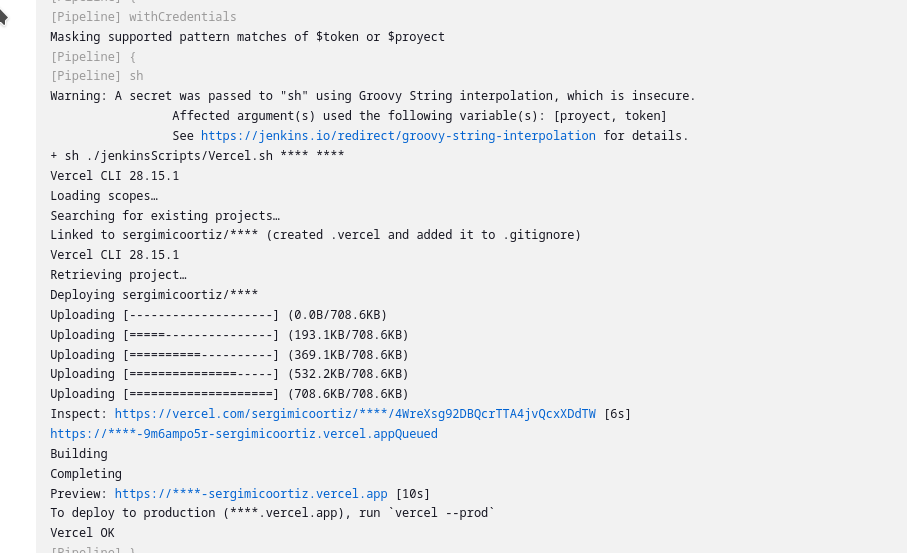 [Pipeline] {
[Pipeline] withCredentials
Masking supported pattern matches of $token or $proyect
[Pipeline] {
[Pipeline] sh
Warning: A secret was passed to "sh" using Groovy String interpolation, which is insecure.
Affected argument(s) used the following variable(s): [proyect, token]
See https://jenkins.io/redirect/groovy-string-interpolation for details.
+ sh ./jenkinsScripts/Vercel.sh **** ****
Vercel CLI 28.15.1
Loading scopes…
Searching for existing projects…
Linked to sergimicoortiz/**** (created .vercel and added it to .gitignore)
Vercel CLI 28.15.1
Retrieving project…
Deploying sergimicoortiz/****
Uploading [--------------------] (0.0B/708.6KB)
Uploading [=====---------------] (193.1KB/708.6KB)
Uploading [==========----------] (369.1KB/708.6KB)
Uploading [===============-----] (532.2KB/708.6KB)
Uploading [====================] (708.6KB/708.6KB)
Inspect: https://vercel.com/sergimicoortiz/****/4WreXsg92DBQcrTTA4jvQcxXDdTW [6s]
https://****-9m6ampo5r-sergimicoortiz.vercel.appQueued
Building
Completing
Preview: https://****-sergimicoortiz.vercel.app [10s]
To deploy to production (****.vercel.app), run `vercel --prod`
Vercel OK
[Pipeline] }